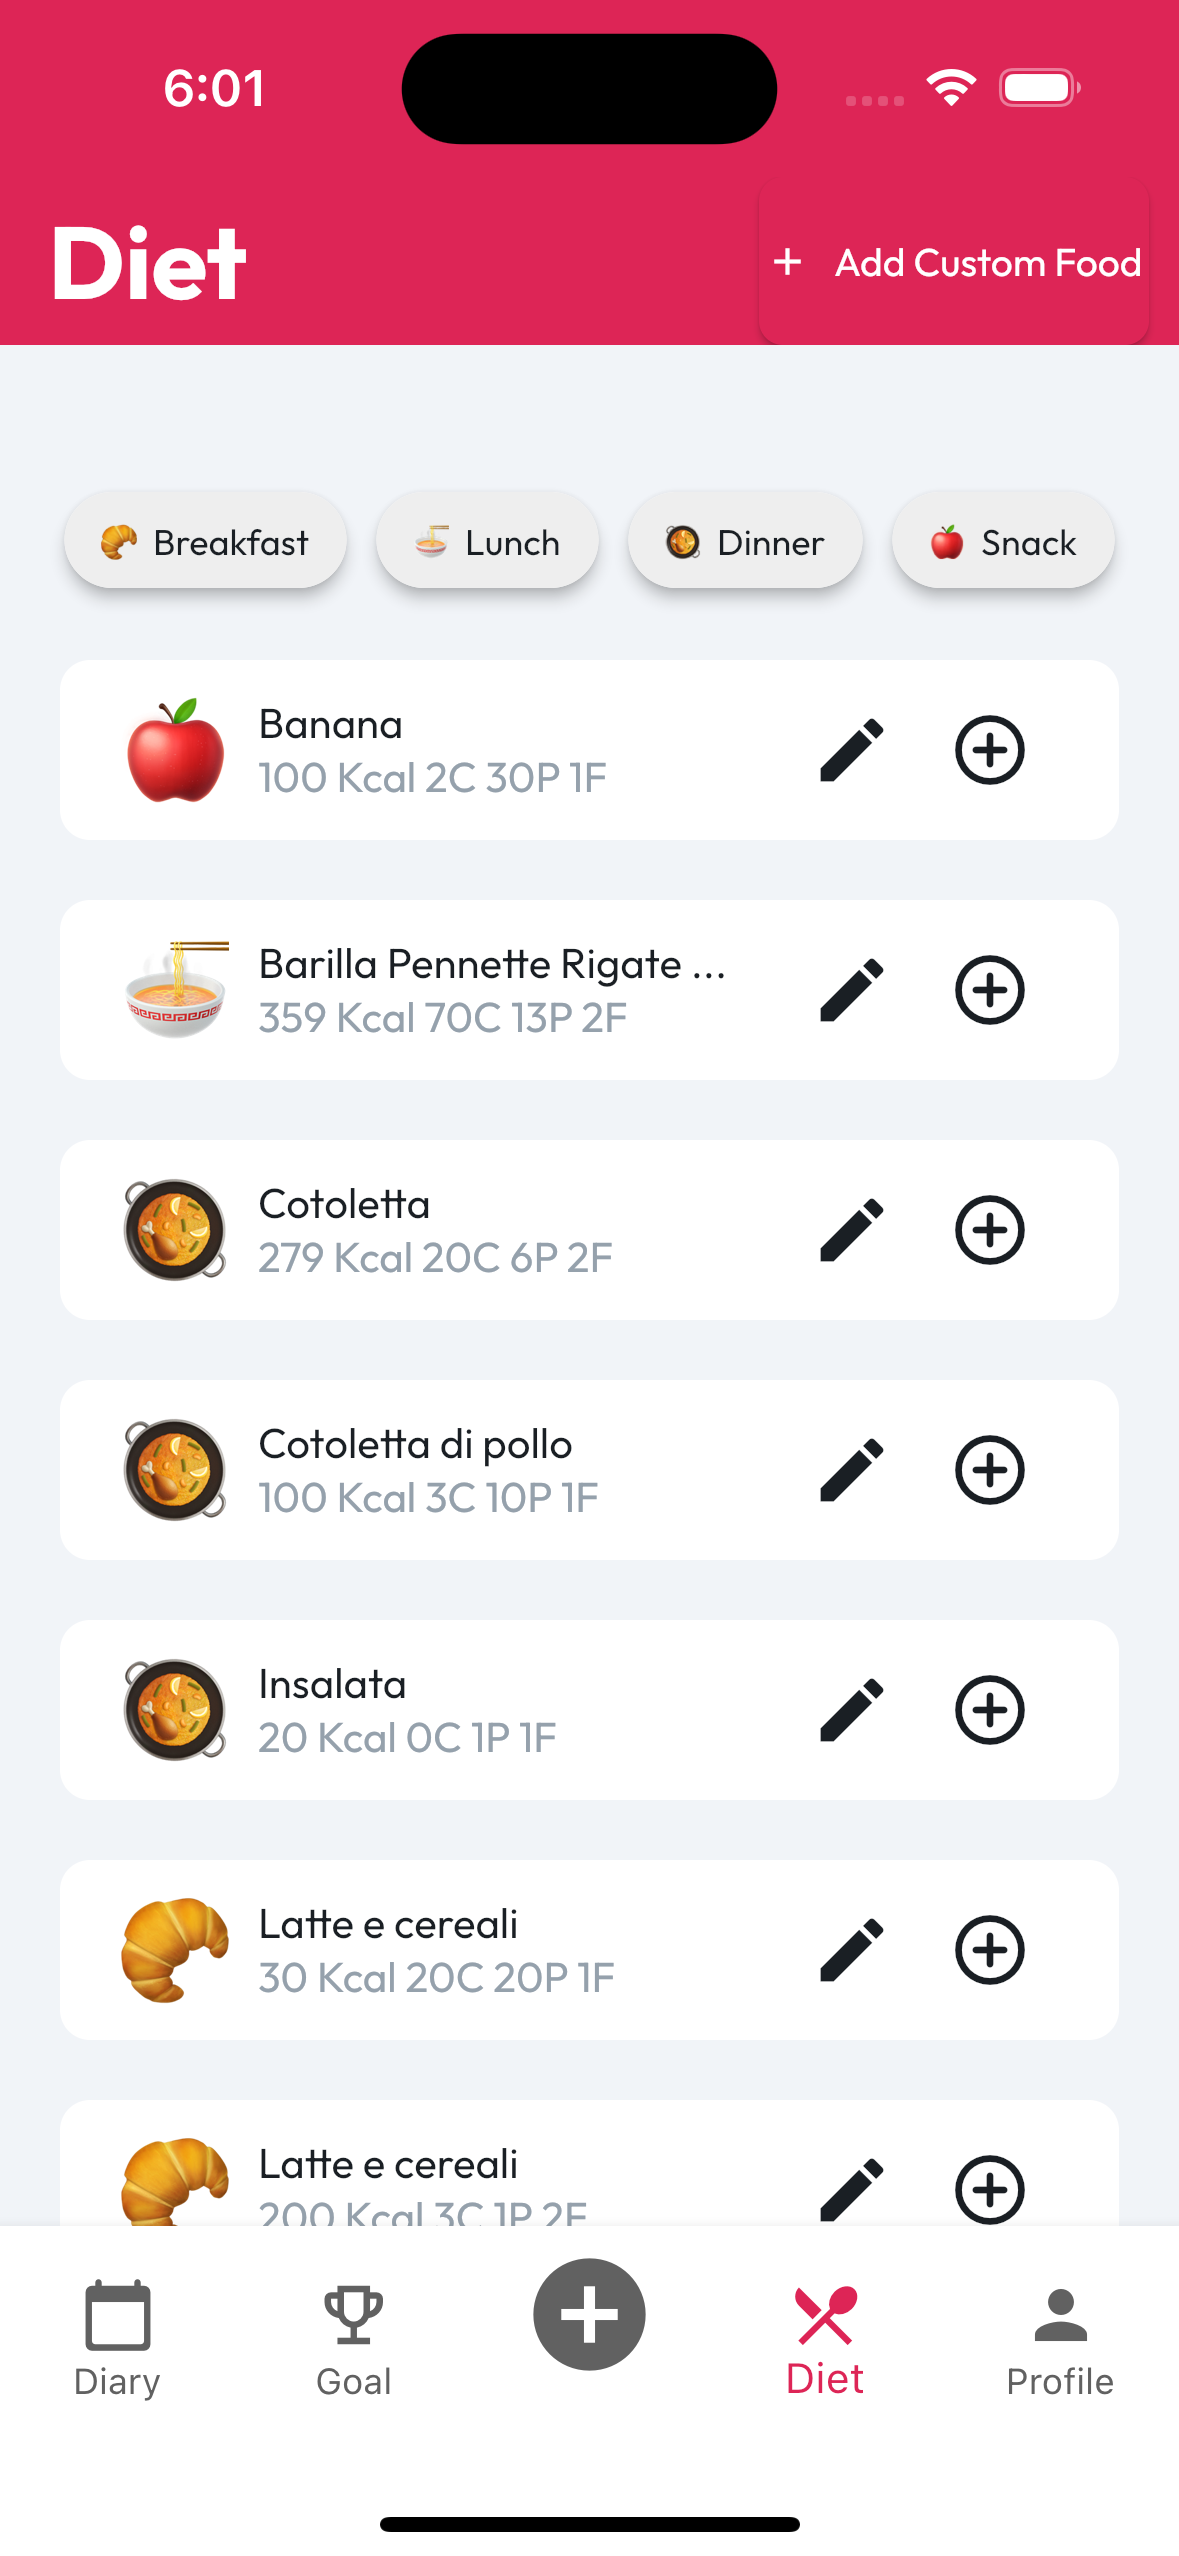 6:01
Diet
+ Add Custom Food
Breakfast
Lunch
Dinner
Snack
Banana
100 Kcal 2C 30P 1F
Barilla Pennette Rigate ...
359 Kcal 70C 13P 2F
Cotoletta
279 Kcal 20C 6P 2F
Cotoletta di pollo
100 Kcal 3C 10P 1F
Insalata
20 Kcal 0C 1P 1F
Latte e cereali
30 Kcal 20C 20P 1F
Latte e cereali
200 Kcal 3C 1P 2F
Diary
Goal
Diet
Profile